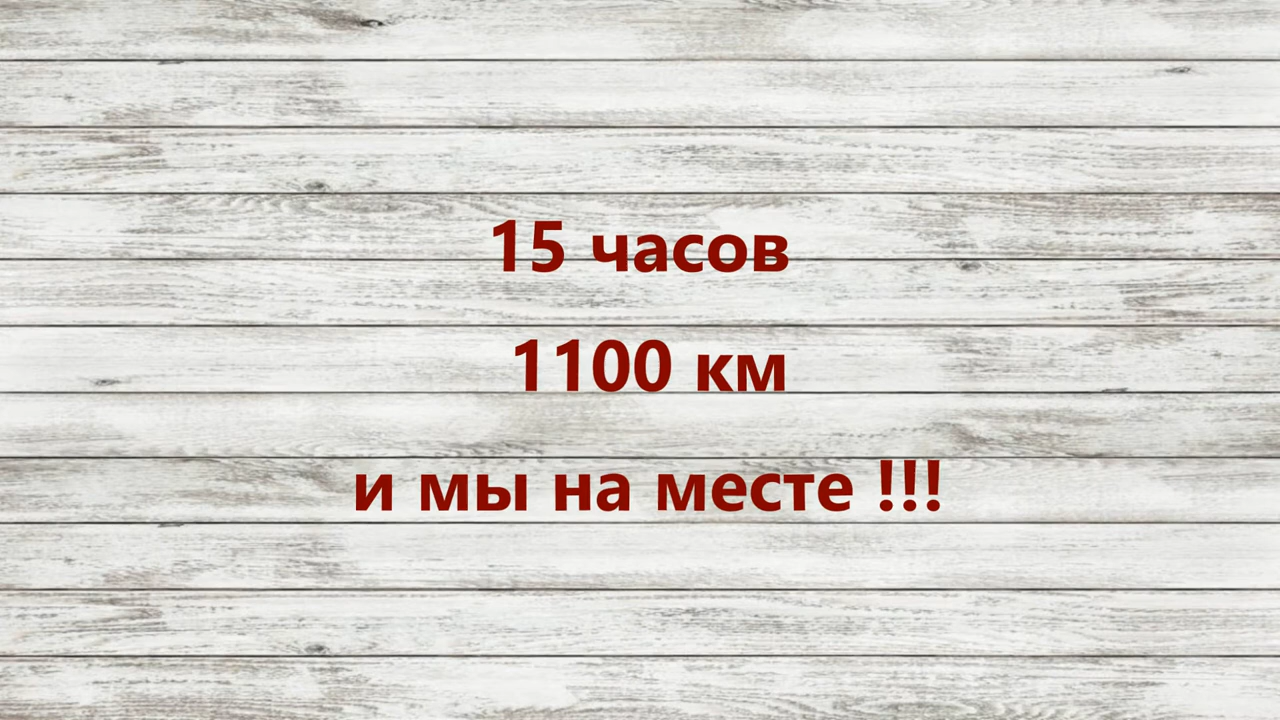 15 часов
1100 км
и мы на месте !!!